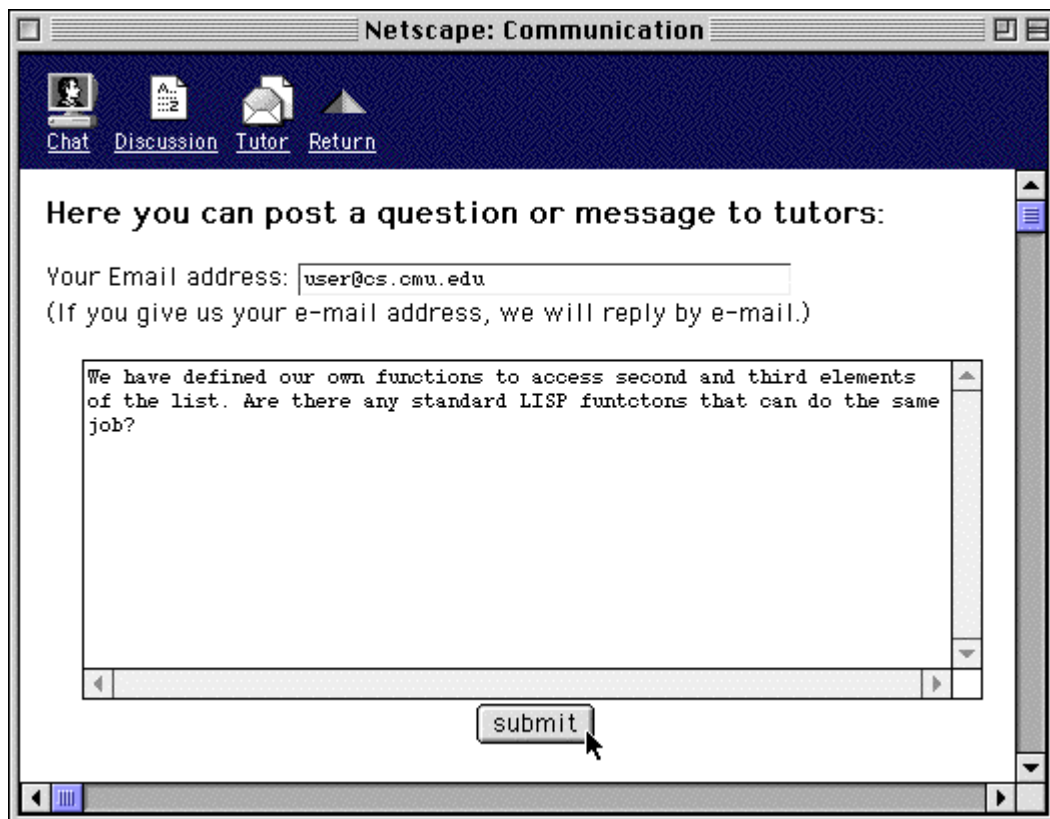 Netscape: Communication
Chat Discussion Tutor Return
Here you can post a question or message to tutors:
Your Email address: user@cs.cmu.edu
(If you give us your e-mail address, we will reply by e-mail.)
We have defined our own functions to access second and third elements
of the list. Are there any standard LISP funtctons that can do the same
job?
submit